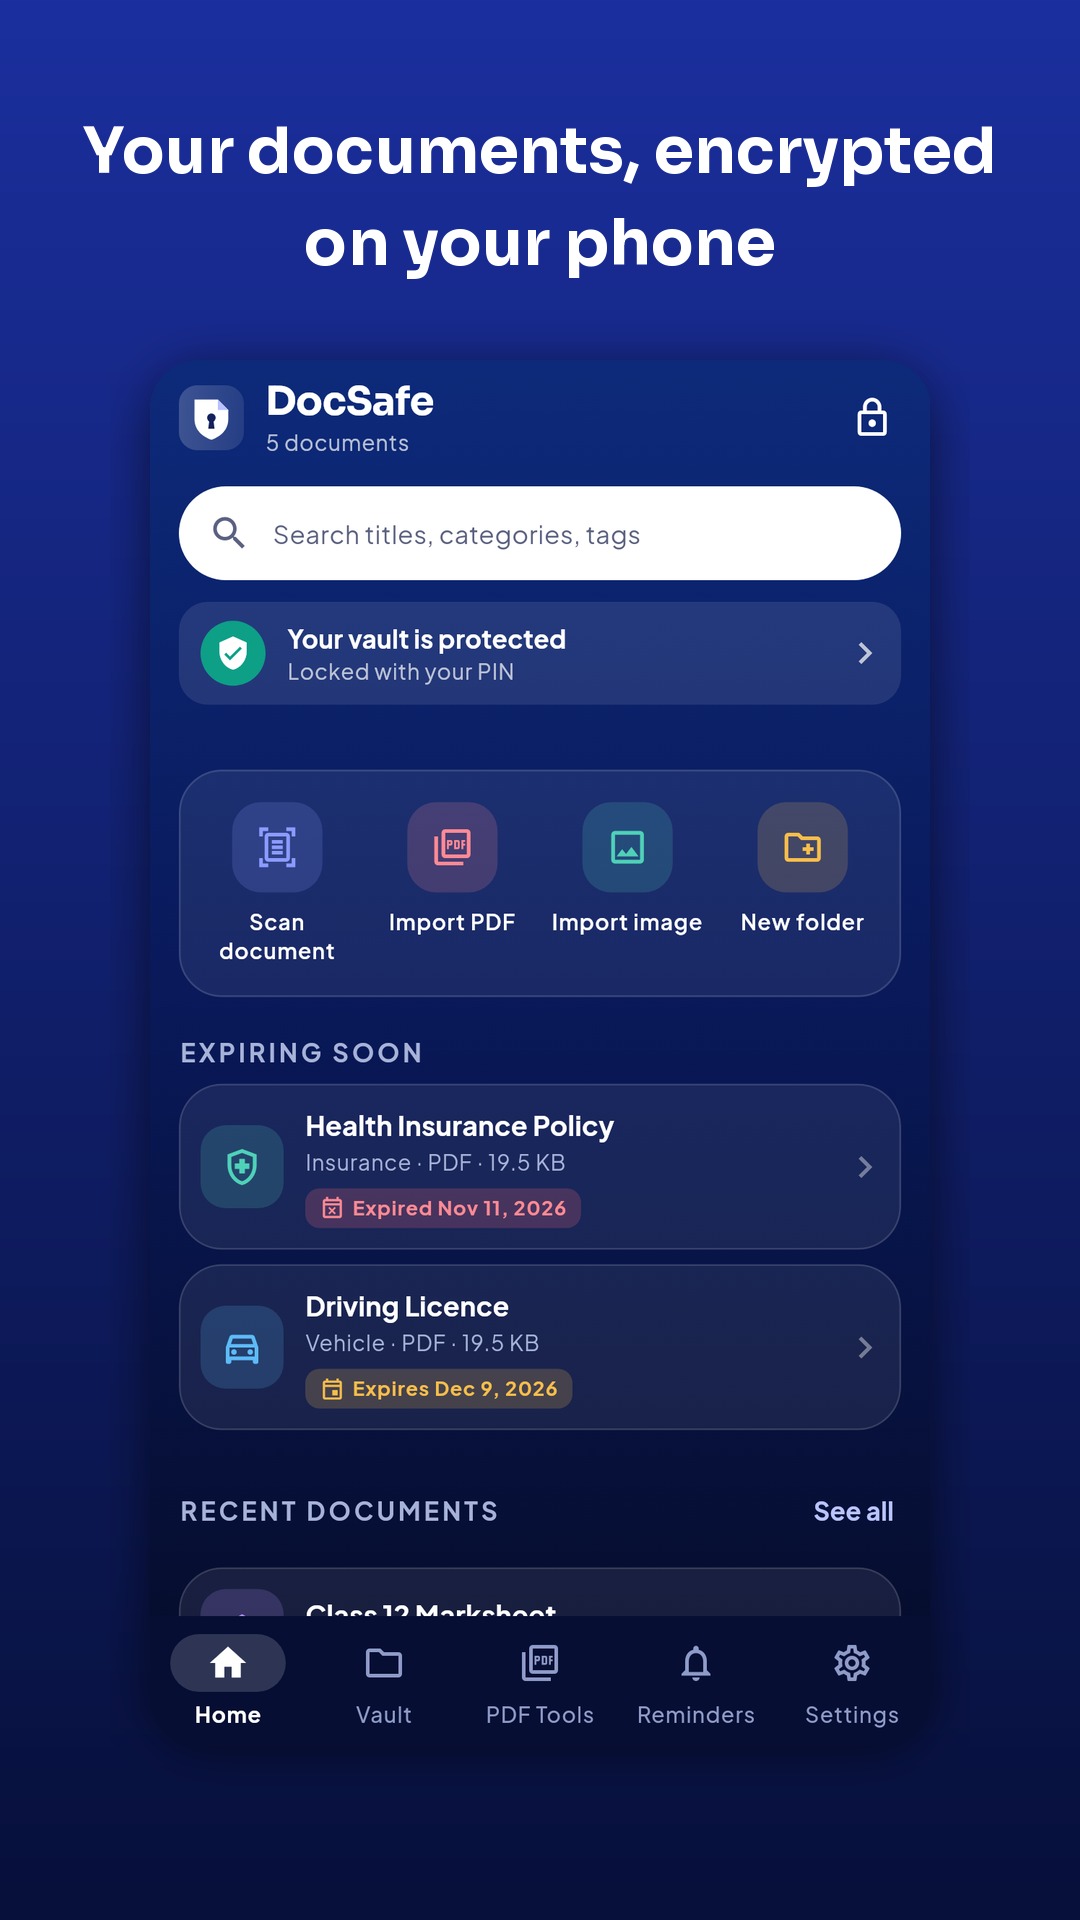 Your documents, encrypted
on your phone
DocSafe
5 documents
Search titles, categories, tags
Your vault is protected
Locked with your PIN
Scan
document
Import PDF
Import image
New folder
EXPIRING SOON
Health Insurance Policy
Insurance · PDF · 19.5 KB
Expired Nov 11, 2026
Driving Licence
Vehicle · PDF · 19.5 KB
Expires Dec 9, 2026
RECENT DOCUMENTS
See all
Class 12 Marksheet
Home
Vault
PDF Tools
Reminders
Settings